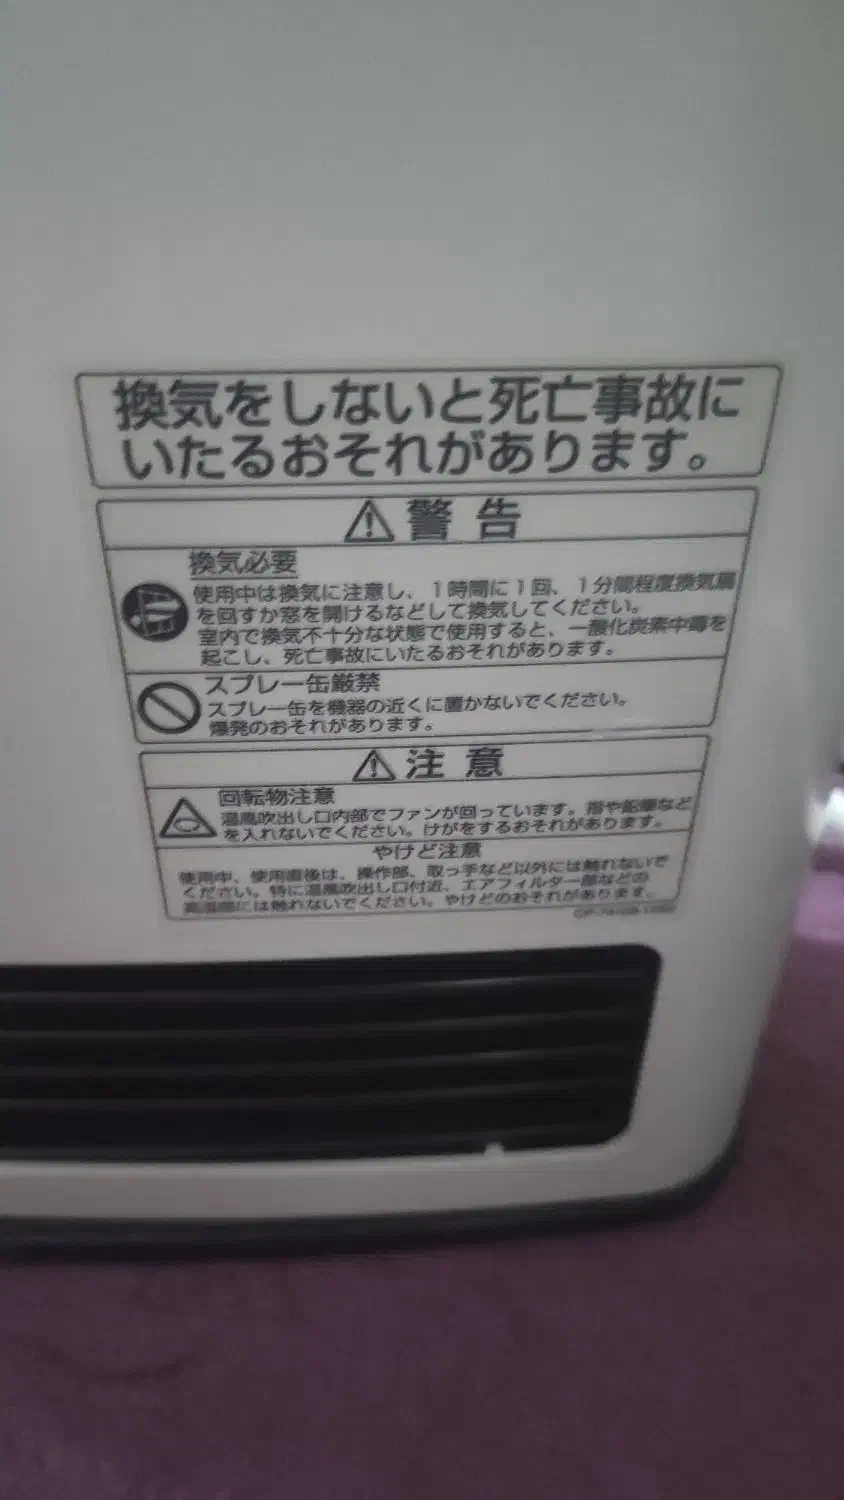 換気をしないと死亡事故に
いたるおそれがあります。
警告
換気必要
使用中は換気に注意し、1時間に1回、1分間程度換気扇
を回すか窓を開けるなどして換気してください。
室内で換気不十分な状態で使用すると、一酸化炭素中毒を
起こし、死亡事故にいたるおそれがあります。
スプレー缶厳禁
スプレー缶を機器の近くに置かないでください。
爆発のおそれがあります。
注意
回転物注意
温風吹出し口内部でファンが回っています。指や鉛筆など
を入れないでください。けがをするおそれがあります。
やけど注意
使用中、使用直後は、操作部、取っ手など以外には触れないで
ください。特に温風吹出し口付近、エアフィルター部などの
高温部には触れないでください。やけどのおそれがあります。